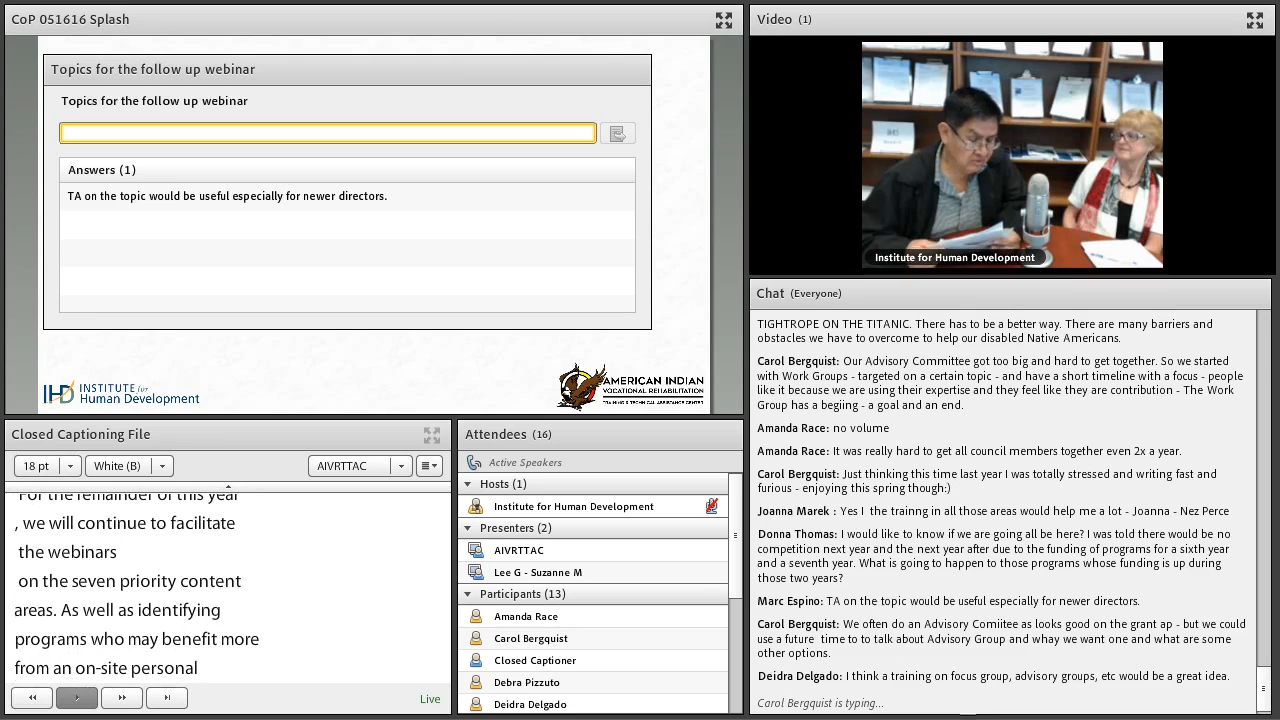 CoP 051616 Splash
Topics for the follow up webinar
Topics for the follow up webinar
Answers (1)
TA on the topic would be useful especially for newer directors.
IHD INSTITUTE for
Human Development
AMERICAN INDIAN
VOCATIONAL REHABILITATION
TRAINING & TECHNICAL ASSISTANCE CENTER
Video (1)
Institute for Human Development
Chat (Everyone)
TIGHTROPE ON THE TITANIC. There has to be a better way. There are many barriers and
obstacles we have to overcome to help our disabled Native Americans.
Carol Bergquist: Our Advisory Committee got too big and hard to get together. So we started
with Work Groups - targeted on a certain topic - and have a short timeline with a focus - people
like it because we are using their expertise and they feel like they are contribution - The Work
Group has a begiing - a goal and an end.
Amanda Race: no volume
Amanda Race: It was really hard to get all council members together even 2x a year.
Carol Bergquist: Just thinking this time last year I was totally stressed and writing fast and
furious - enjoying this spring though:)
Joanna Marek : Yes I  the trainng in all those areas would help me a lot - Joanna - Nez Perce
Donna Thomas: I would like to know if we are going all be here? I was told there would be no
competition next year and the next year after due to the funding of programs for a sixth year
and a seventh year. What is going to happen to those programs whose funding is up during
those two years?
Marc Espino: TA on the topic would be useful especially for newer directors.
Carol Bergquist: We often do an Advisory Comiitee as looks good on the grant ap - but we could
use a future  time to to talk about Advisory Group and whay we want one and what are some
other options.
Deidra Delgado: I think a training on focus group, advisory groups, etc would be a great idea.
Carol Bergquist is typing...
Closed Captioning File
18 pt
White (B)
AIVRTTAC
For the remainder of this year
, we will continue to facilitate
the webinars
on the seven priority content
areas. As well as identifying
programs who may benefit more
from an on-site personal
Live
Attendees (16)
Active Speakers
Hosts (1)
Institute for Human Development
Presenters (2)
AIVRTTAC
Lee G - Suzanne M
Participants (13)
Amanda Race
Carol Bergquist
Closed Captioner
Debra Pizzuto
Deidra Delgado